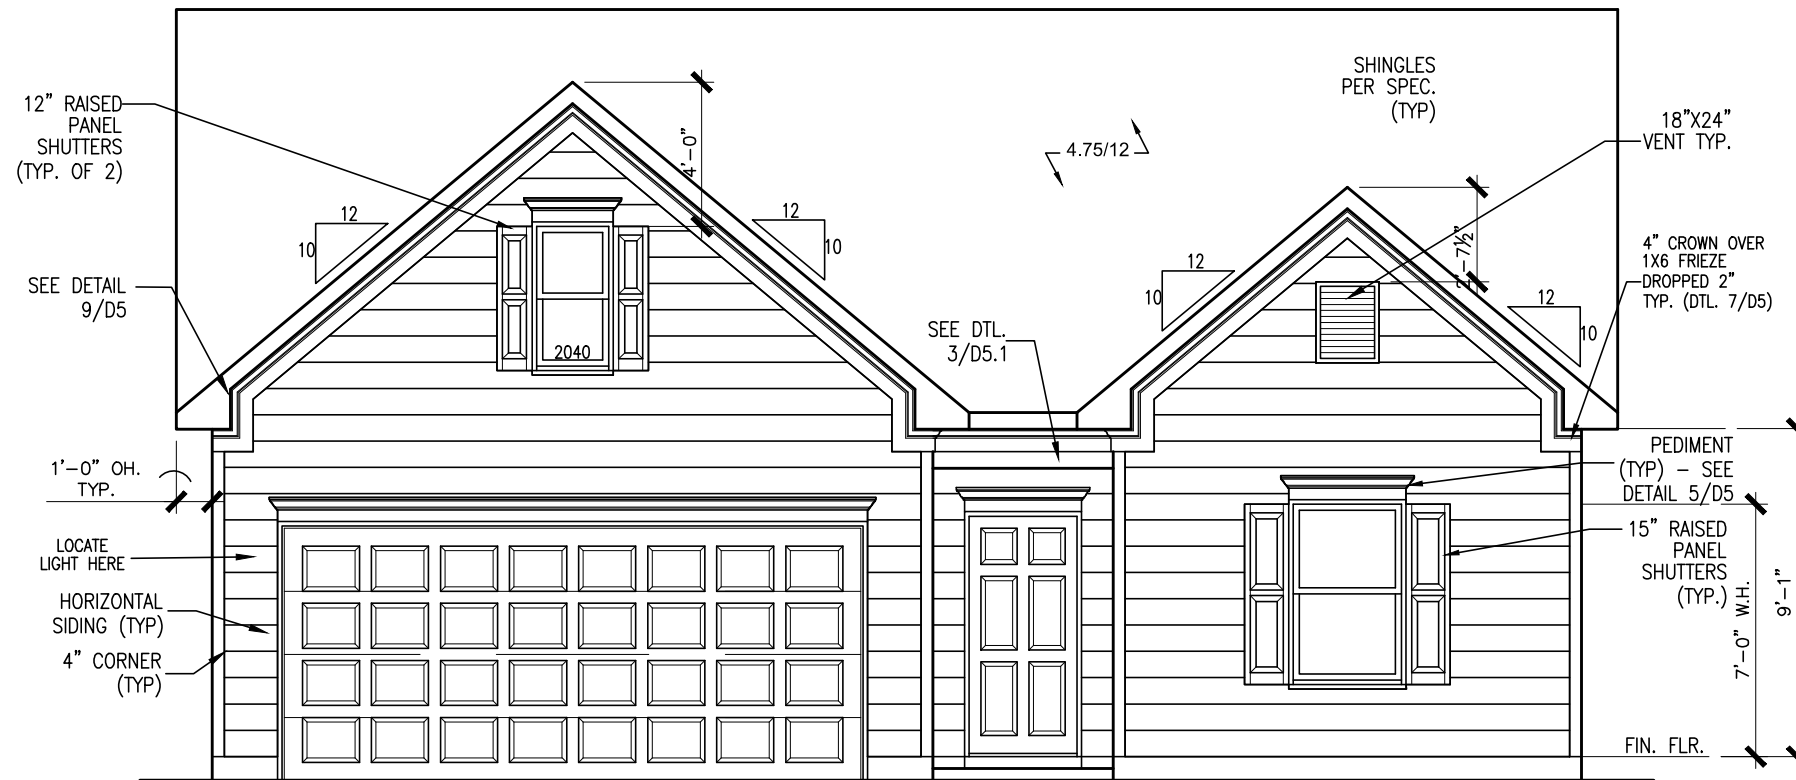 SHINGLES
PER SPEC.
(TYP)
12" RAISED
PANEL
SHUTTERS
(TYP. OF 2)
18"X24"
VENT TYP.
4'-0"
4.75/12
12
10
12
10
12
10
12
10
4" CROWN OVER
1X6 FRIEZE
DROPPED 2"
TYP. (DTL. 7/D5)
SEE DETAIL
9/D5
SEE DTL.
3/D5.1
2040
1'-0" OH.
TYP.
PEDIMENT
(TYP) - SEE
DETAIL 5/D5
LOCATE
LIGHT HERE
15" RAISED
PANEL
SHUTTERS
(TYP.)
HORIZONTAL
SIDING (TYP)
4" CORNER
(TYP)
7'-0" W.H.
9'-1"
FIN. FLR.